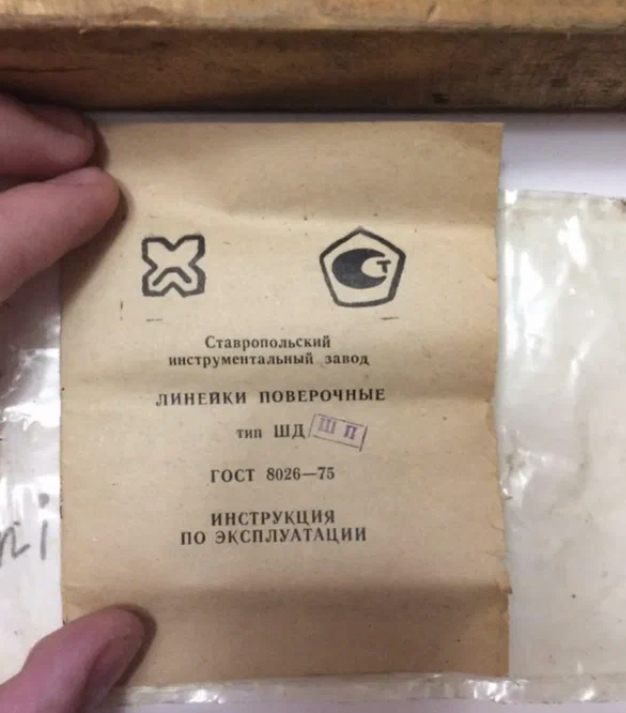 Ставропольский
инструментальный завод
ЛИНЕЙКИ ПОВЕРОЧНЫЕ
тип ШД ШП
ГОСТ 8026—75
ИНСТРУКЦИЯ
ПО ЭКСПЛУАТАЦИИ